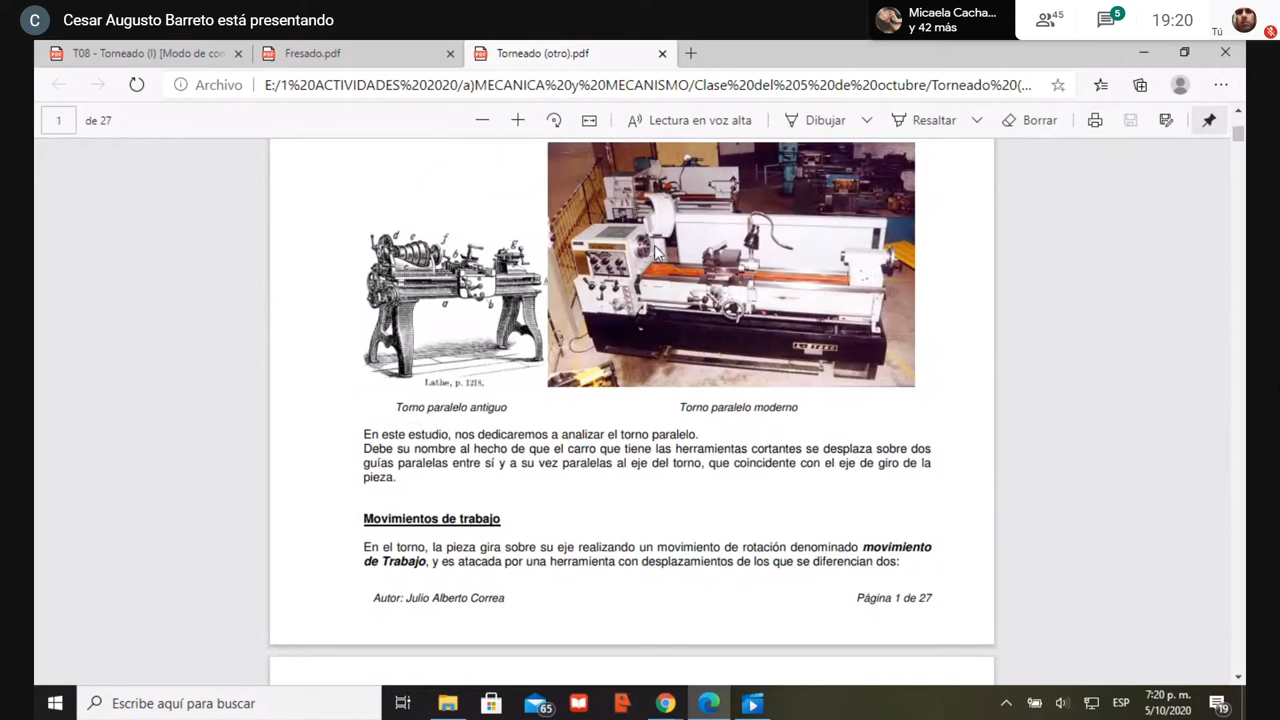 C Cesar Augusto Barreto está presentando
Micaela Cacha...
y 42 más
45
5
19:20
Tú
T08 - Torneado (I) [Modo de con
Fresado.pdf
Torneado (otro).pdf
Archivo
E:/1%20ACTIVIDADES%202020/a)MECANICA%20y%20MECANISMO/Clase%20del%205%20de%20octubre/Torneado%20(...
1 de 27
Lectura en voz alta
Dibujar
Resaltar
Borrar
d e f g
b
a b
Lathe, p. 1218.
Torno paralelo antiguo
Torno paralelo moderno
En este estudio, nos dedicaremos a analizar el torno paralelo.
Debe su nombre al hecho de que el carro que tiene las herramientas cortantes se desplaza sobre dos
guías paralelas entre sí y a su vez paralelas al eje del torno, que coincidente con el eje de giro de la
pieza.
Movimientos de trabajo
En el torno, la pieza gira sobre su eje realizando un movimiento de rotación denominado movimiento
de Trabajo, y es atacada por una herramienta con desplazamientos de los que se diferencian dos:
Autor: Julio Alberto Correa
Página 1 de 27
Escribe aquí para buscar
65
ESP
7:20 p. m.
5/10/2020
19